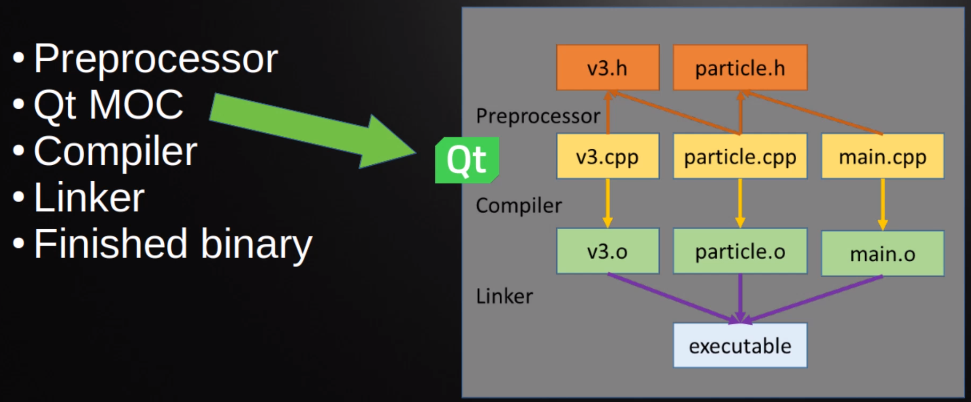 • Preprocessor
• Qt MOC
• Compiler
• Linker
• Finished binary
Qt
v3.h particle.h
Preprocessor
v3.cpp particle.cpp main.cpp
Compiler
v3.o particle.o main.o
Linker
executable